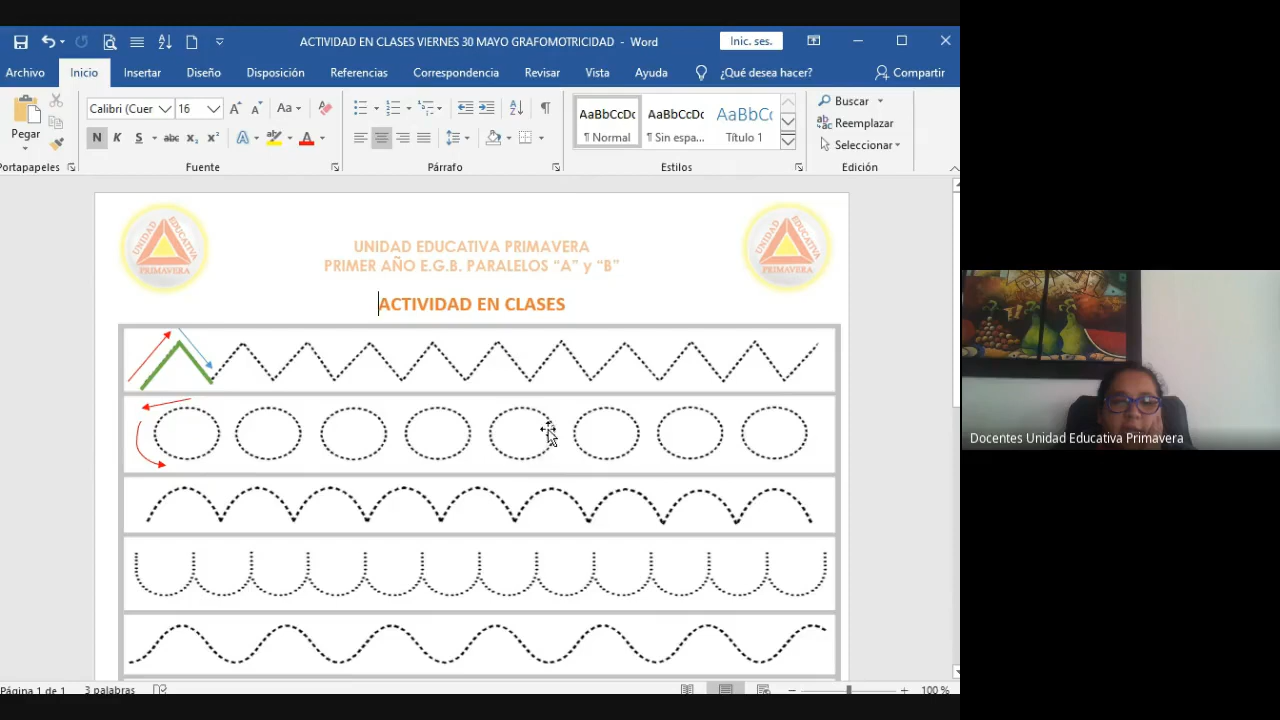 ACTIVIDAD EN CLASES VIERNES 30 MAYO GRAFOMOTRICIDAD - Word
Inic. ses.
Archivo Inicio Insertar Diseño Disposición Referencias Correspondencia Revisar Vista Ayuda ¿Qué desea hacer? Compartir
Pegar
Calibri (Cuer 16
Aa
N K S abc x₂ x²
AaBbCcDc AaBbCcDc AaBbCc
¶ Normal ¶ Sin espa... Título 1
Buscar
Reemplazar
Seleccionar
Portapapeles Fuente Párrafo Estilos Edición
UNIDAD EDUCATIVA PRIMAVERA
UNIDAD EDUCATIVA PRIMAVERA
UNIDAD EDUCATIVA PRIMAVERA
PRIMER AÑO E.G.B. PARALELOS “A” y “B”
ACTIVIDAD EN CLASES
Docentes Unidad Educativa Primavera
Página 1 de 1 3 palabras 100 %